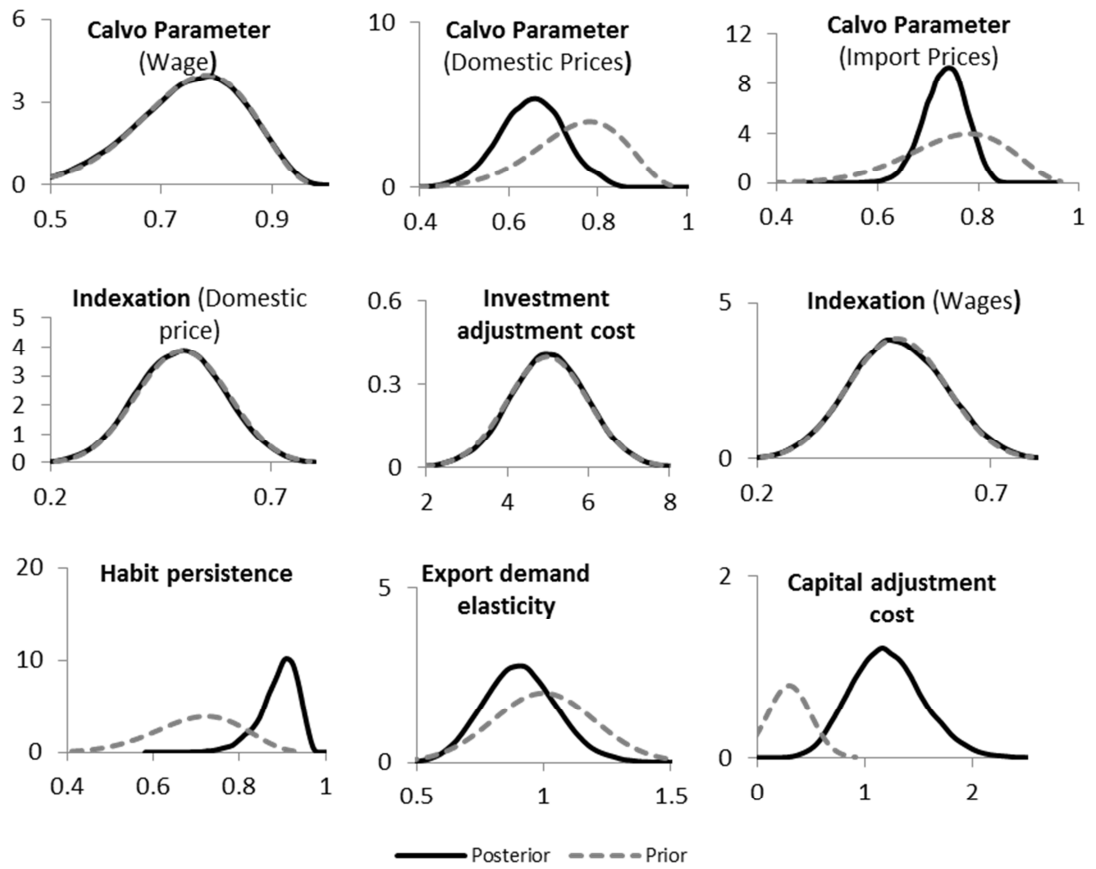 Calvo Parameter
(Wage)
6
3
0
0.5 0.7 0.9
Calvo Parameter
(Domestic Prices)
10
5
0
0.4 0.6 0.8 1
Calvo Parameter
(Import Prices)
12
8
4
0
0.4 0.6 0.8 1
Indexation (Domestic
price)
5
4
3
2
1
0
0.2 0.7
Investment
adjustment cost
0.6
0.3
0
2 4 6 8
Indexation (Wages)
5
0
0.2 0.7
Habit persistence
20
10
0
0.4 0.6 0.8 1
Export demand
elasticity
5
0
0.5 1 1.5
Capital adjustment
cost
2
0
0 1 2
Posterior Prior